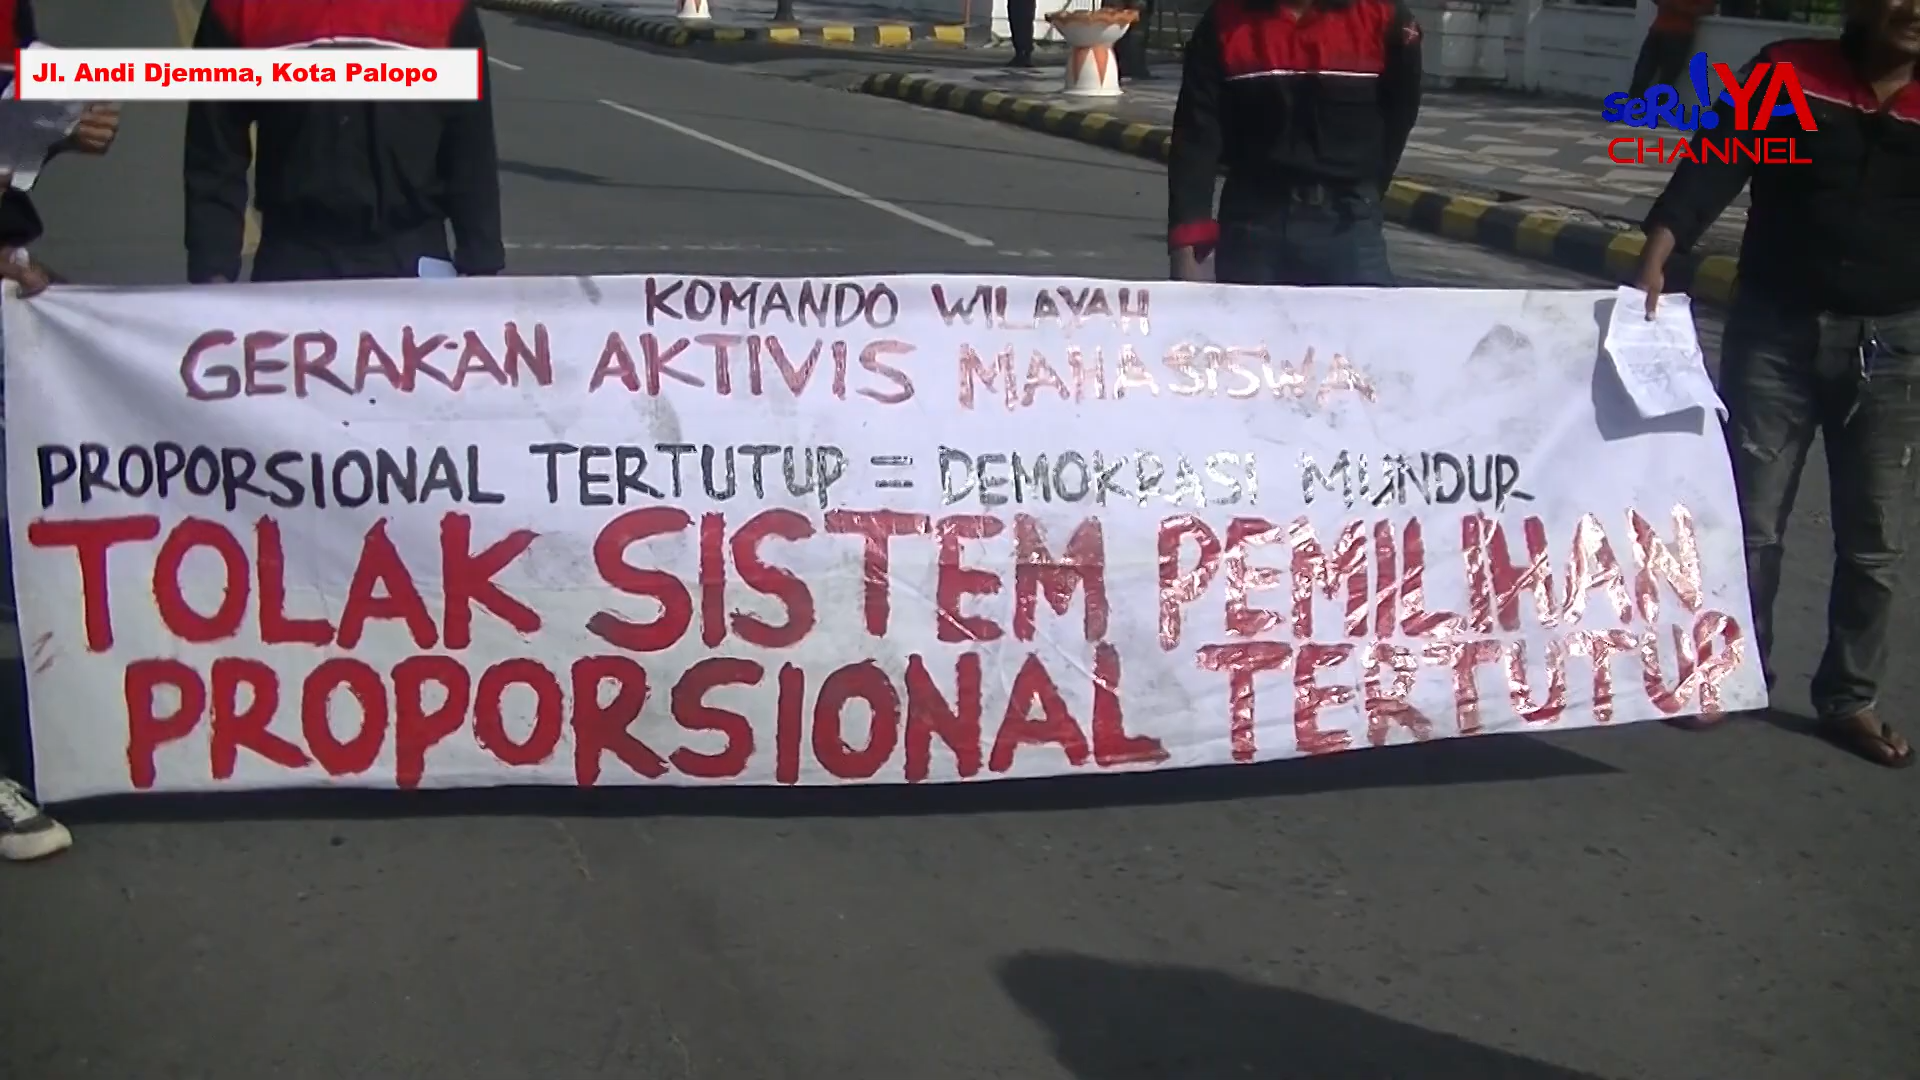 Jl. Andi Djemma, Kota Palopo
seRu!YA
CHANNEL
KOMANDO WILAYAH
GERAKAN AKTIVIS MAHASISWA
PROPORSIONAL TERTUTUP = DEMOKRASI MUNDUR
TOLAK SISTEM PEMILIHAN
PROPORSIONAL TERTUTUP